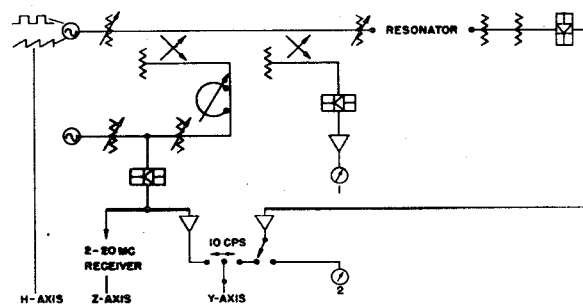 RESONATOR
1
10 CPS
2-20 MC
RECEIVER
2
H-AXIS
Z-AXIS
Y-AXIS